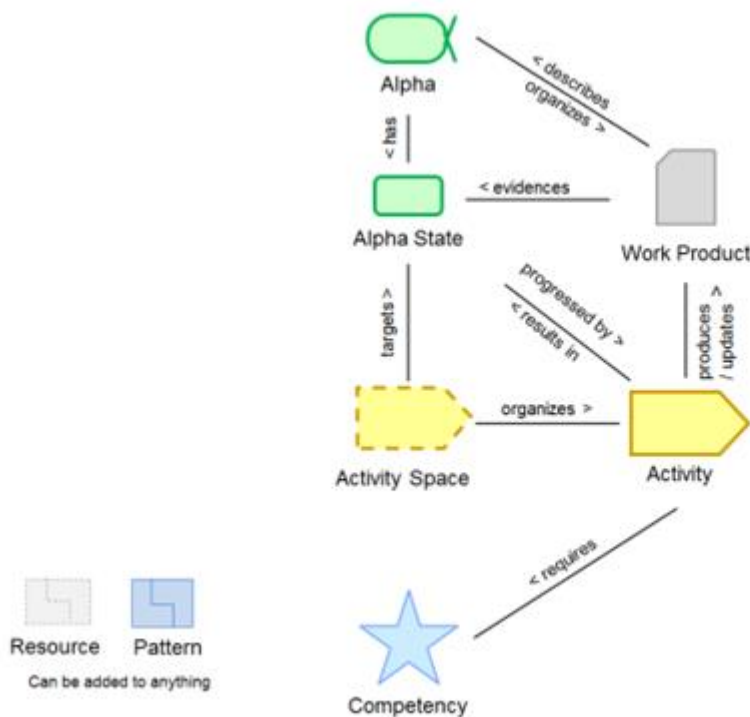 Alpha
< describes
organizes >
< has
< evidences
Alpha State
Work Product
targets >
progressed by >
< results in
produces >
/ updates
organizes >
Activity Space
Activity
< requires
Resource
Pattern
Can be added to anything
Competency